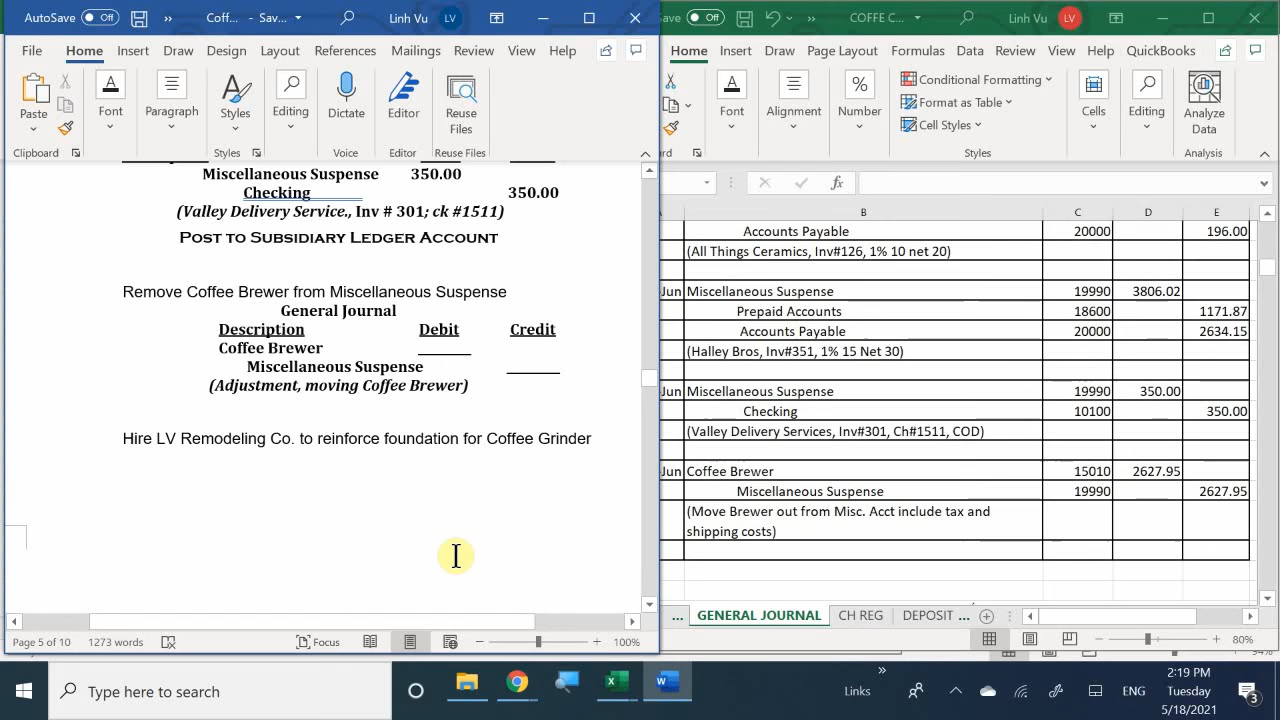 AutoSave Off Coff... - Sav... Linh Vu LV
File Home Insert Draw Design Layout References Mailings Review View Help
Paste Font Paragraph Styles Editing Dictate Editor Reuse Files
Clipboard Styles Voice Editor Reuse Files
Miscellaneous Suspense 350.00
Checking 350.00
(Valley Delivery Service., Inv # 301; ck #1511)
Post to Subsidiary Ledger Account
Remove Coffee Brewer from Miscellaneous Suspense
General Journal
Description Debit Credit
Coffee Brewer
Miscellaneous Suspense
(Adjustment, moving Coffee Brewer)
Hire LV Remodeling Co. to reinforce foundation for Coffee Grinder
Page 5 of 10 1273 words Focus 100%
Save Off COFFE C... Linh Vu LV
Home Insert Draw Page Layout Formulas Data Review View Help QuickBooks
Font Alignment Number Conditional Formatting Format as Table Cell Styles Cells Editing Analyze Data
Styles Analysis
fx
B C D E
Accounts Payable 20000 196.00
(All Things Ceramics, Inv#126, 1% 10 net 20)
-Jun Miscellaneous Suspense 19990 3806.02
Prepaid Accounts 18600 1171.87
Accounts Payable 20000 2634.15
(Halley Bros, Inv#351, 1% 15 Net 30)
-Jun Miscellaneous Suspense 19990 350.00
Checking 10100 350.00
(Valley Delivery Services, Inv#301, Ch#1511, COD)
-Jun Coffee Brewer 15010 2627.95
Miscellaneous Suspense 19990 2627.95
(Move Brewer out from Misc. Acct include tax and
shipping costs)
... GENERAL JOURNAL CH REG DEPOSIT ...
80%
Type here to search
Links ENG
2:19 PM
Tuesday
5/18/2021
3